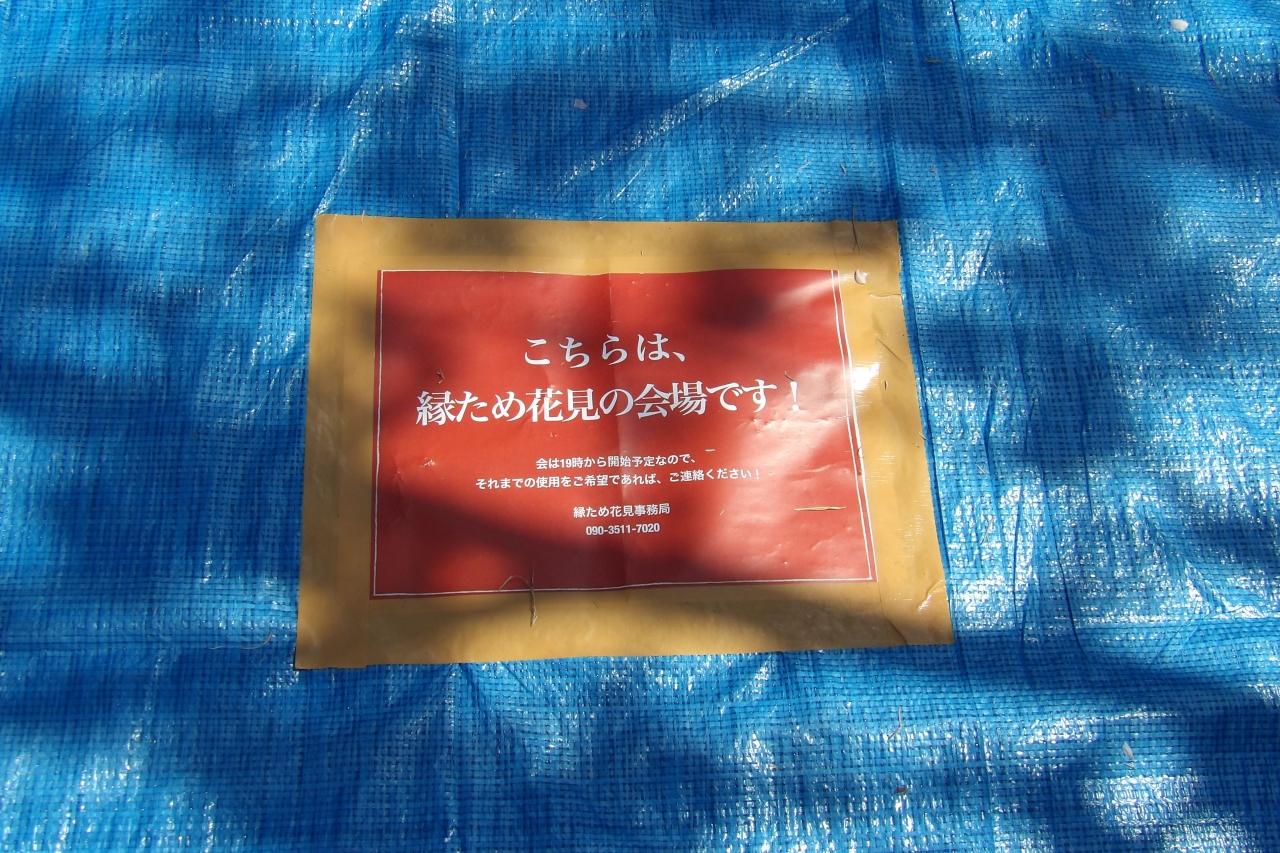 こちらは、
縁ため花見の会場です！
会は19時から開始予定なので、
それまでの使用をご希望であれば、ご連絡ください！
縁ため花見事務局
090-3511-7020